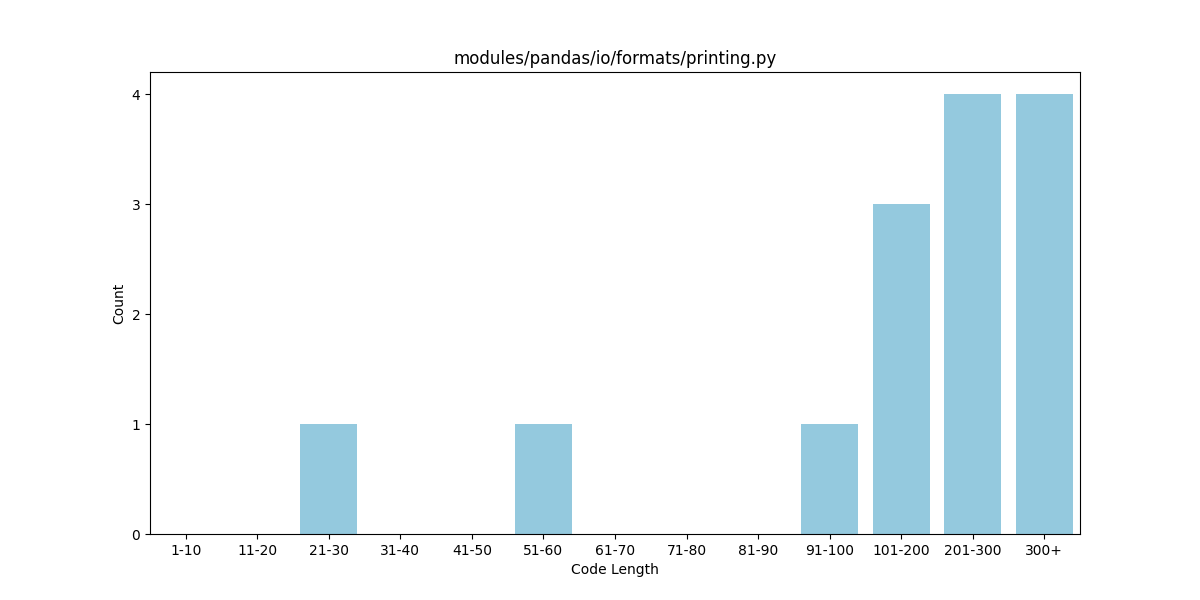 modules/pandas/io/formats/printing.py
Count
4
3
2
1
0
1-10 11-20 21-30 31-40 41-50 51-60 61-70 71-80 81-90 91-100 101-200 201-300 300+
Code Length